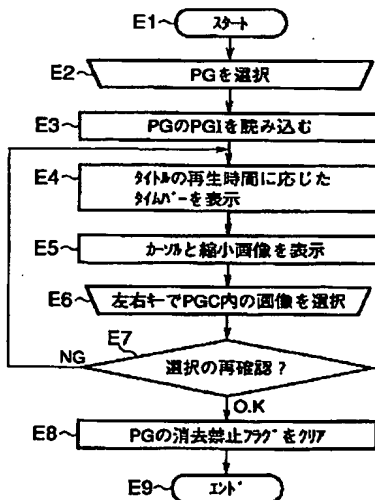 E1 スタート
E2 PGを選択
E3 PGのPGIを読み込む
E4 タイトルの再生時間に応じた
タイムバーを表示
E5 カーソルと縮小画像を表示
E6 左右キーでPGC内の画像を選択
E7
NG 選択の再確認?
O.K
E8 PGの消去禁止フラグをクリア
E9 エンド